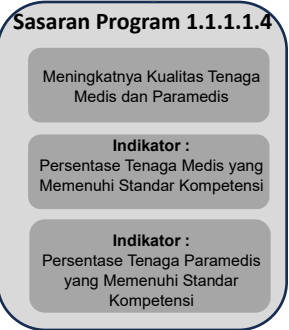 Sasaran Program 1.1.1.1.4
Meningkatnya Kualitas Tenaga
Medis dan Paramedis
Indikator :
Persentase Tenaga Medis yang
Memenuhi Standar Kompetensi
Indikator :
Persentase Tenaga Paramedis
yang Memenuhi Standar
Kompetensi